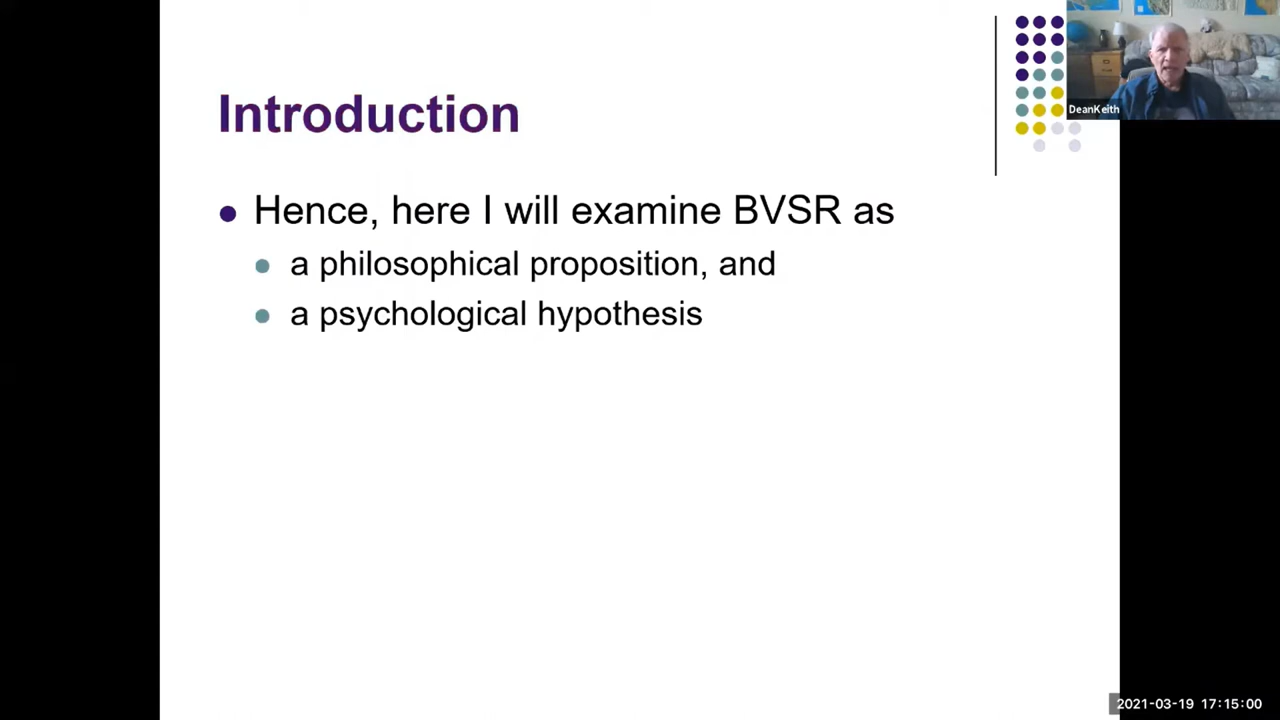 Introduction
Hence, here I will examine BVSR as
a philosophical proposition, and
a psychological hypothesis
DeanKeith
2021-03-19 17:15:00